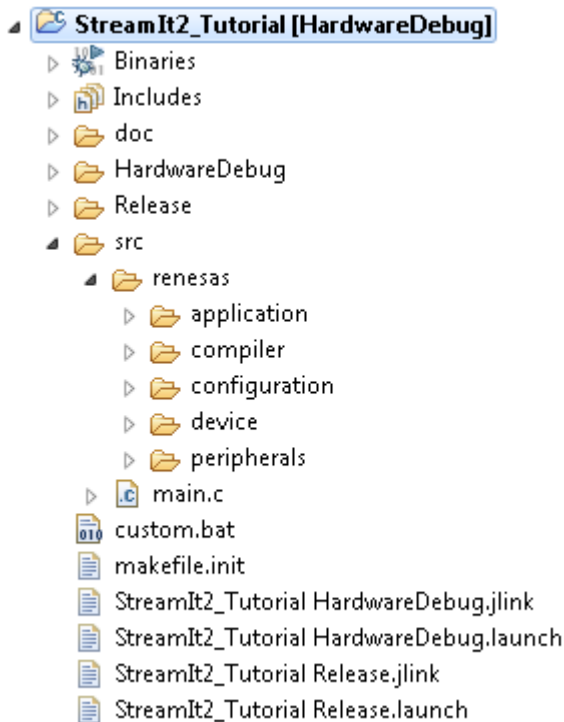 StreamIt2_Tutorial [HardwareDebug]
Binaries
Includes
doc
HardwareDebug
Release
src
renesas
application
compiler
configuration
device
peripherals
main.c
custom.bat
makefile.init
StreamIt2_Tutorial HardwareDebug.jlink
StreamIt2_Tutorial HardwareDebug.launch
StreamIt2_Tutorial Release.jlink
StreamIt2_Tutorial Release.launch